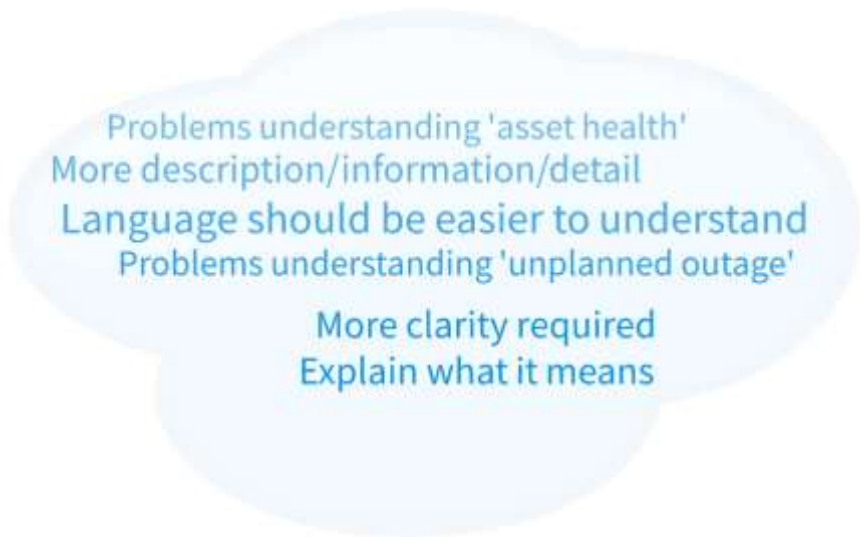 Problems understanding 'asset health'
More description/information/detail
Language should be easier to understand
Problems understanding 'unplanned outage'
More clarity required
Explain what it means